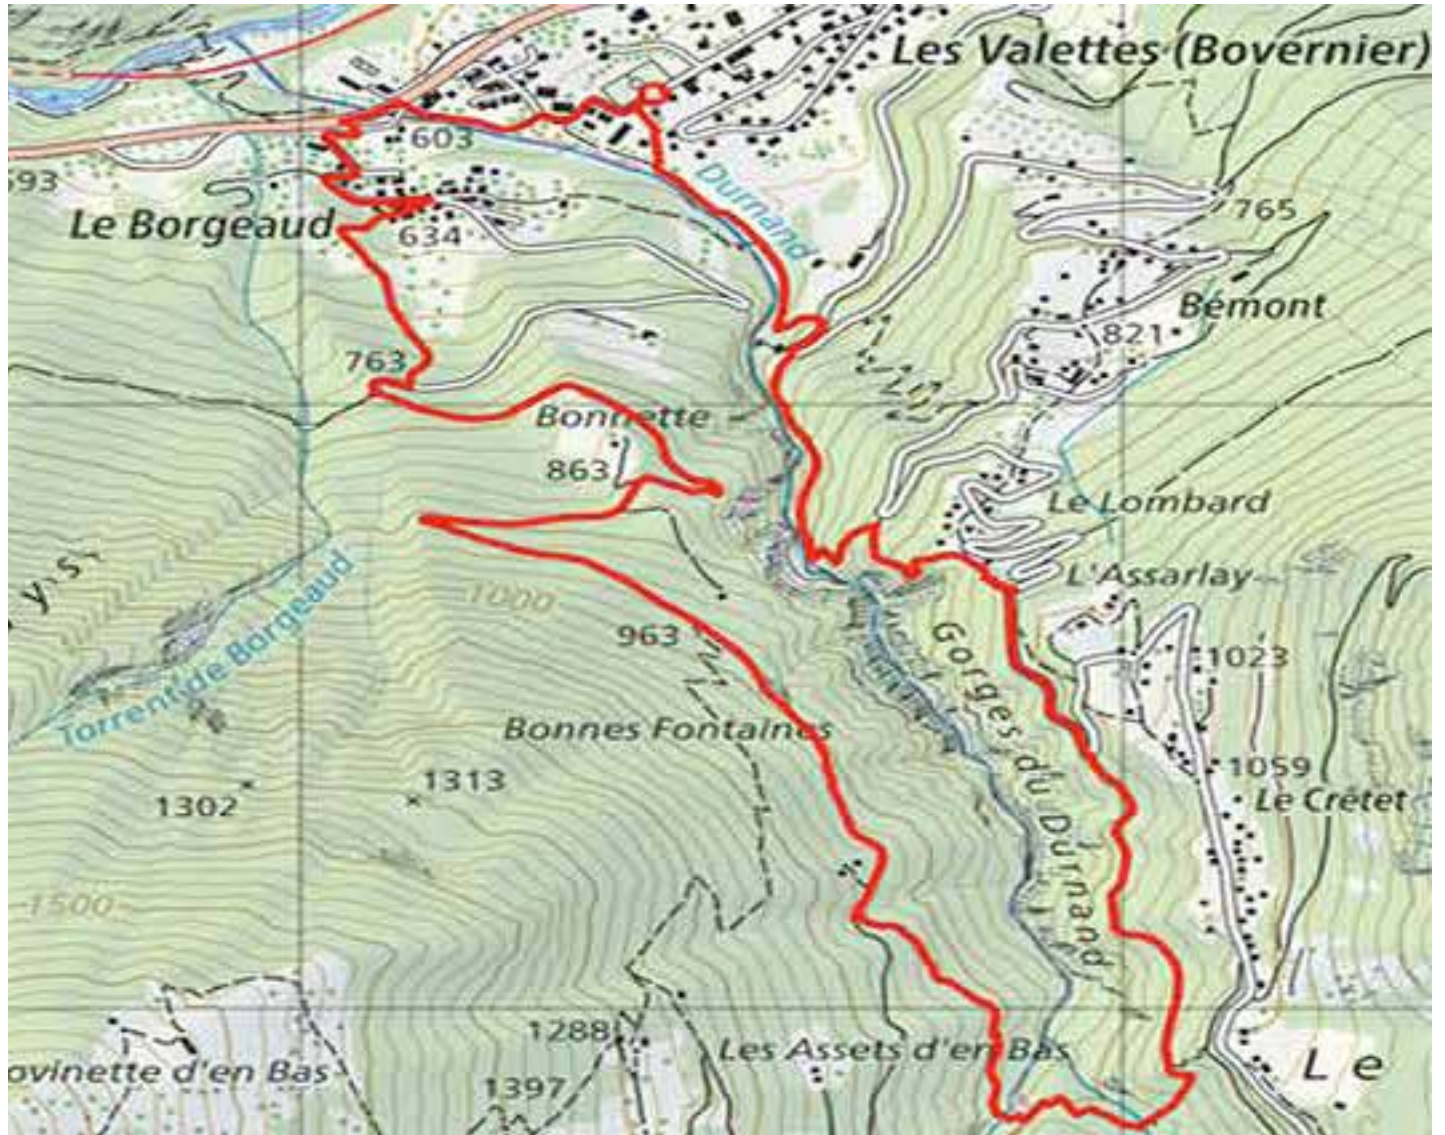 Les Valettes (Bovernier)
603
593
Durnand
765
Le Borgeaud
634
Bémont
821
763
Bonnette
863
Le Lombard
L'Assarlay
1000
Torrent de Borgeaud
963
Gorges du Durnand
1023
Bonnes Fontaines
1059
Le Crêtet
1313
1302
1500
1288
Les Assets d'en Bas
Le
ovinette d'en Bas
1397